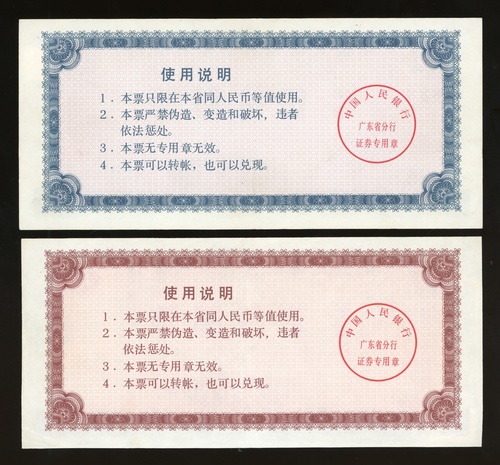 使用说明
1．本票只限在本省同人民币等值使用。
2．本票严禁伪造、变造和破坏，违者
依法惩处。
3．本票无专用章无效。
4．本票可以转帐，也可以兑现。
中国人民银行
广东省分行
证券专用章
使用说明
1．本票只限在本省同人民币等值使用。
2．本票严禁伪造、变造和破坏，违者
依法惩处。
3．本票无专用章无效。
4．本票可以转帐，也可以兑现。
中国人民银行
广东省分行
证券专用章